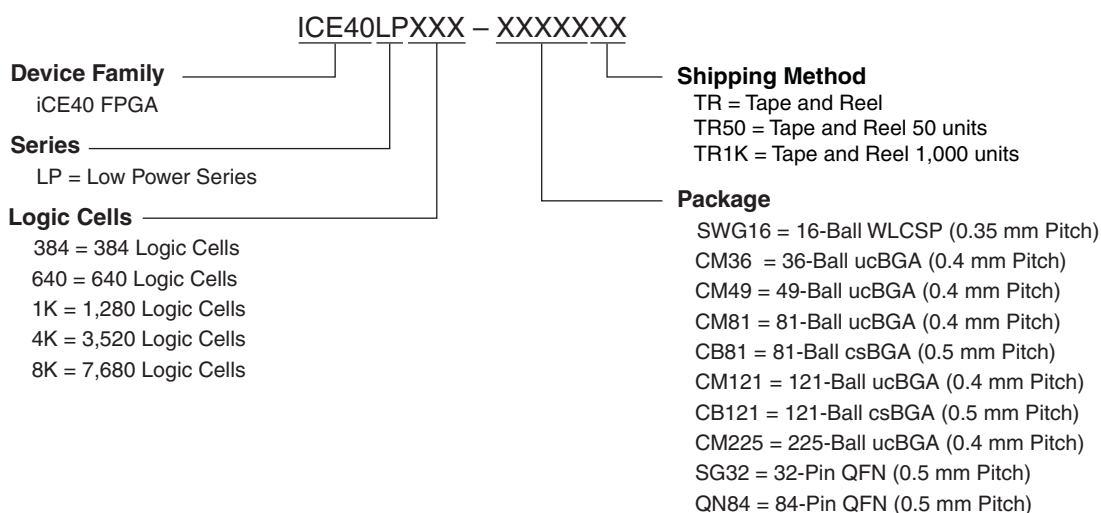 ICE40LPXXX – XXXXXXX
Device Family
iCE40 FPGA
Series
LP = Low Power Series
Logic Cells
384 = 384 Logic Cells
640 = 640 Logic Cells
1K = 1,280 Logic Cells
4K = 3,520 Logic Cells
8K = 7,680 Logic Cells
Shipping Method
TR = Tape and Reel
TR50 = Tape and Reel 50 units
TR1K = Tape and Reel 1,000 units
Package
SWG16 = 16-Ball WLCSP (0.35 mm Pitch)
CM36 = 36-Ball ucBGA (0.4 mm Pitch)
CM49 = 49-Ball ucBGA (0.4 mm Pitch)
CM81 = 81-Ball ucBGA (0.4 mm Pitch)
CB81 = 81-Ball csBGA (0.5 mm Pitch)
CM121 = 121-Ball ucBGA (0.4 mm Pitch)
CB121 = 121-Ball csBGA (0.5 mm Pitch)
CM225 = 225-Ball ucBGA (0.4 mm Pitch)
SG32 = 32-Pin QFN (0.5 mm Pitch)
QN84 = 84-Pin QFN (0.5 mm Pitch)